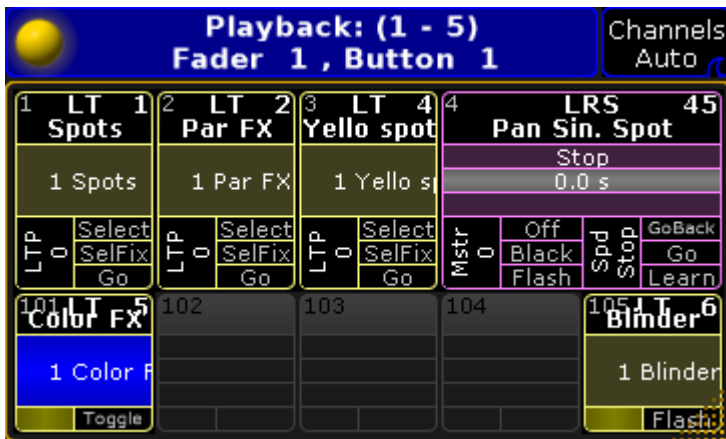 Playback: (1 - 5)
Fader 1 , Button 1
Channels
Auto
1 LT 1
Spots
1 Spots
LTP
0
Select
SelFix
Go
2 LT 2
Par FX
1 Par FX
LTP
0
Select
SelFix
Go
3 LT 4
Yello spot
1 Yello sp
LTP
0
Select
SelFix
Go
4 LRS 45
Pan Sin. Spot
Stop
0.0 s
Mstr
0
Off
Black
Flash
Spd
Stop
GoBack
Go
Learn
101 LT 5
Color FX
1 Color F
Toggle
102
103
104
105 LT 6
Blinder
1 Blinder
Flash